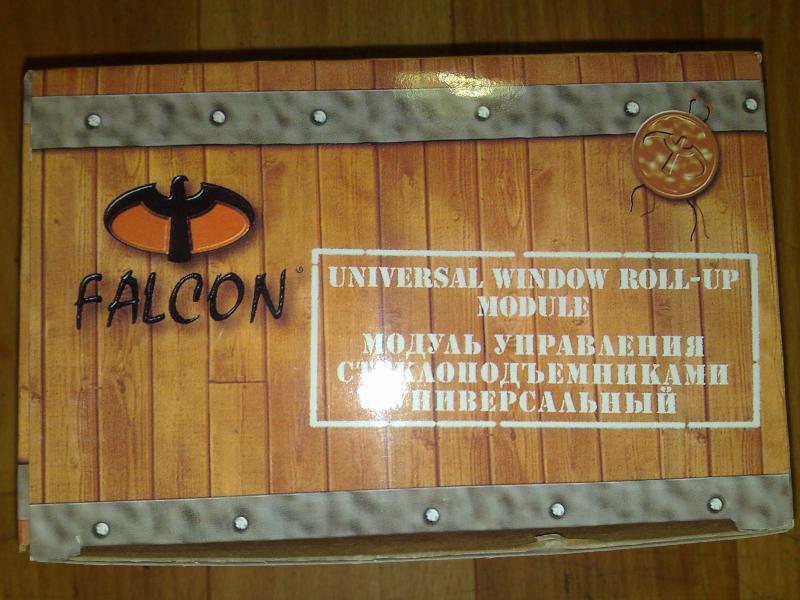 FALCON
UNIVERSAL WINDOW ROLL-UP
MODULE
МОДУЛЬ УПРАВЛЕНИЯ
СТЕКЛОПОДЪЕМНИКАМИ
УНИВЕРСАЛЬНЫЙ